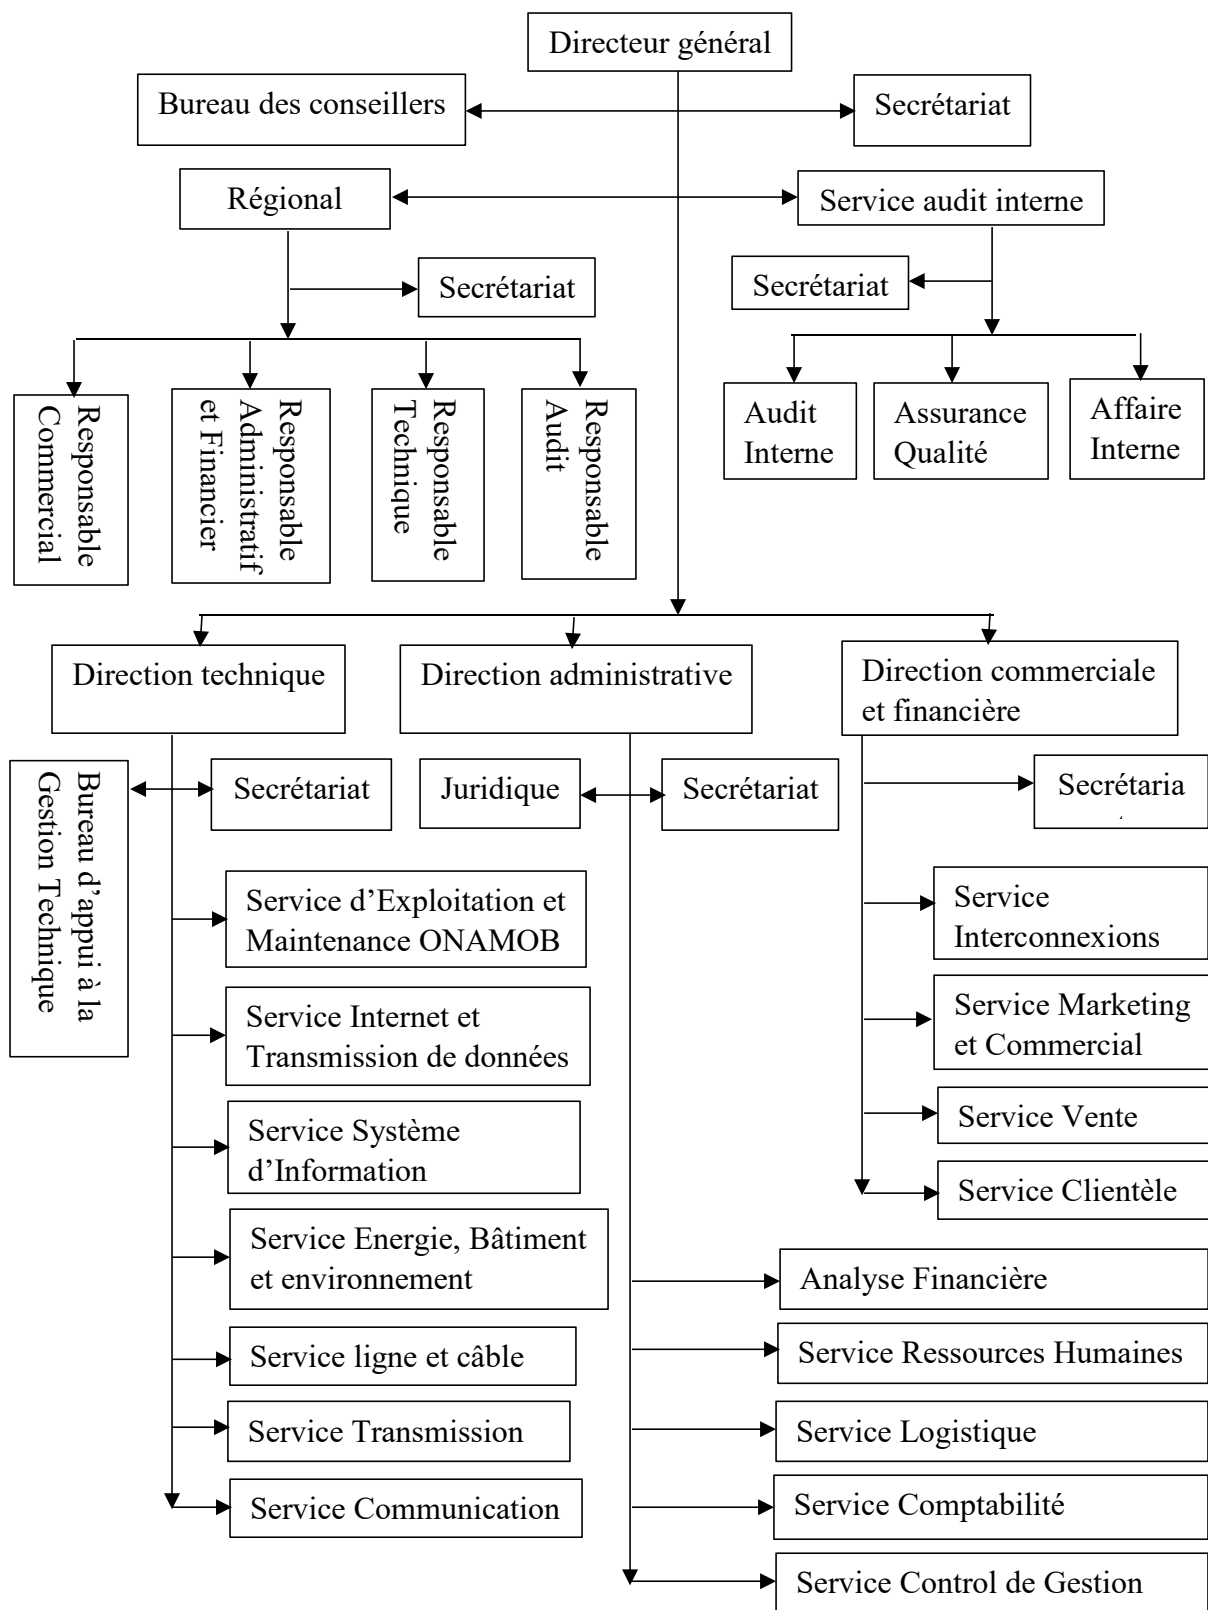 Directeur général
Bureau des conseillers
Secrétariat
Régional
Service audit interne
Secrétariat
Secrétariat
Responsable
Commercial
Responsable
Administratif
et Financier
Responsable
Technique
Responsable
Audit
Audit
Interne
Assurance
Qualité
Affaire
Interne
Direction technique
Direction administrative
Direction commerciale
et financière
Bureau d’appui à la
Gestion Technique
Secrétariat
Juridique
Secrétariat
Secrétaria
Service d’Exploitation et
Maintenance ONAMOB
Service Internet et
Transmission de données
Service Système
d’Information
Service Energie, Bâtiment
et environnement
Service ligne et câble
Service Transmission
Service Communication
Service
Interconnexions
Service Marketing
et Commercial
Service Vente
Service Clientèle
Analyse Financière
Service Ressources Humaines
Service Logistique
Service Comptabilité
Service Control de Gestion